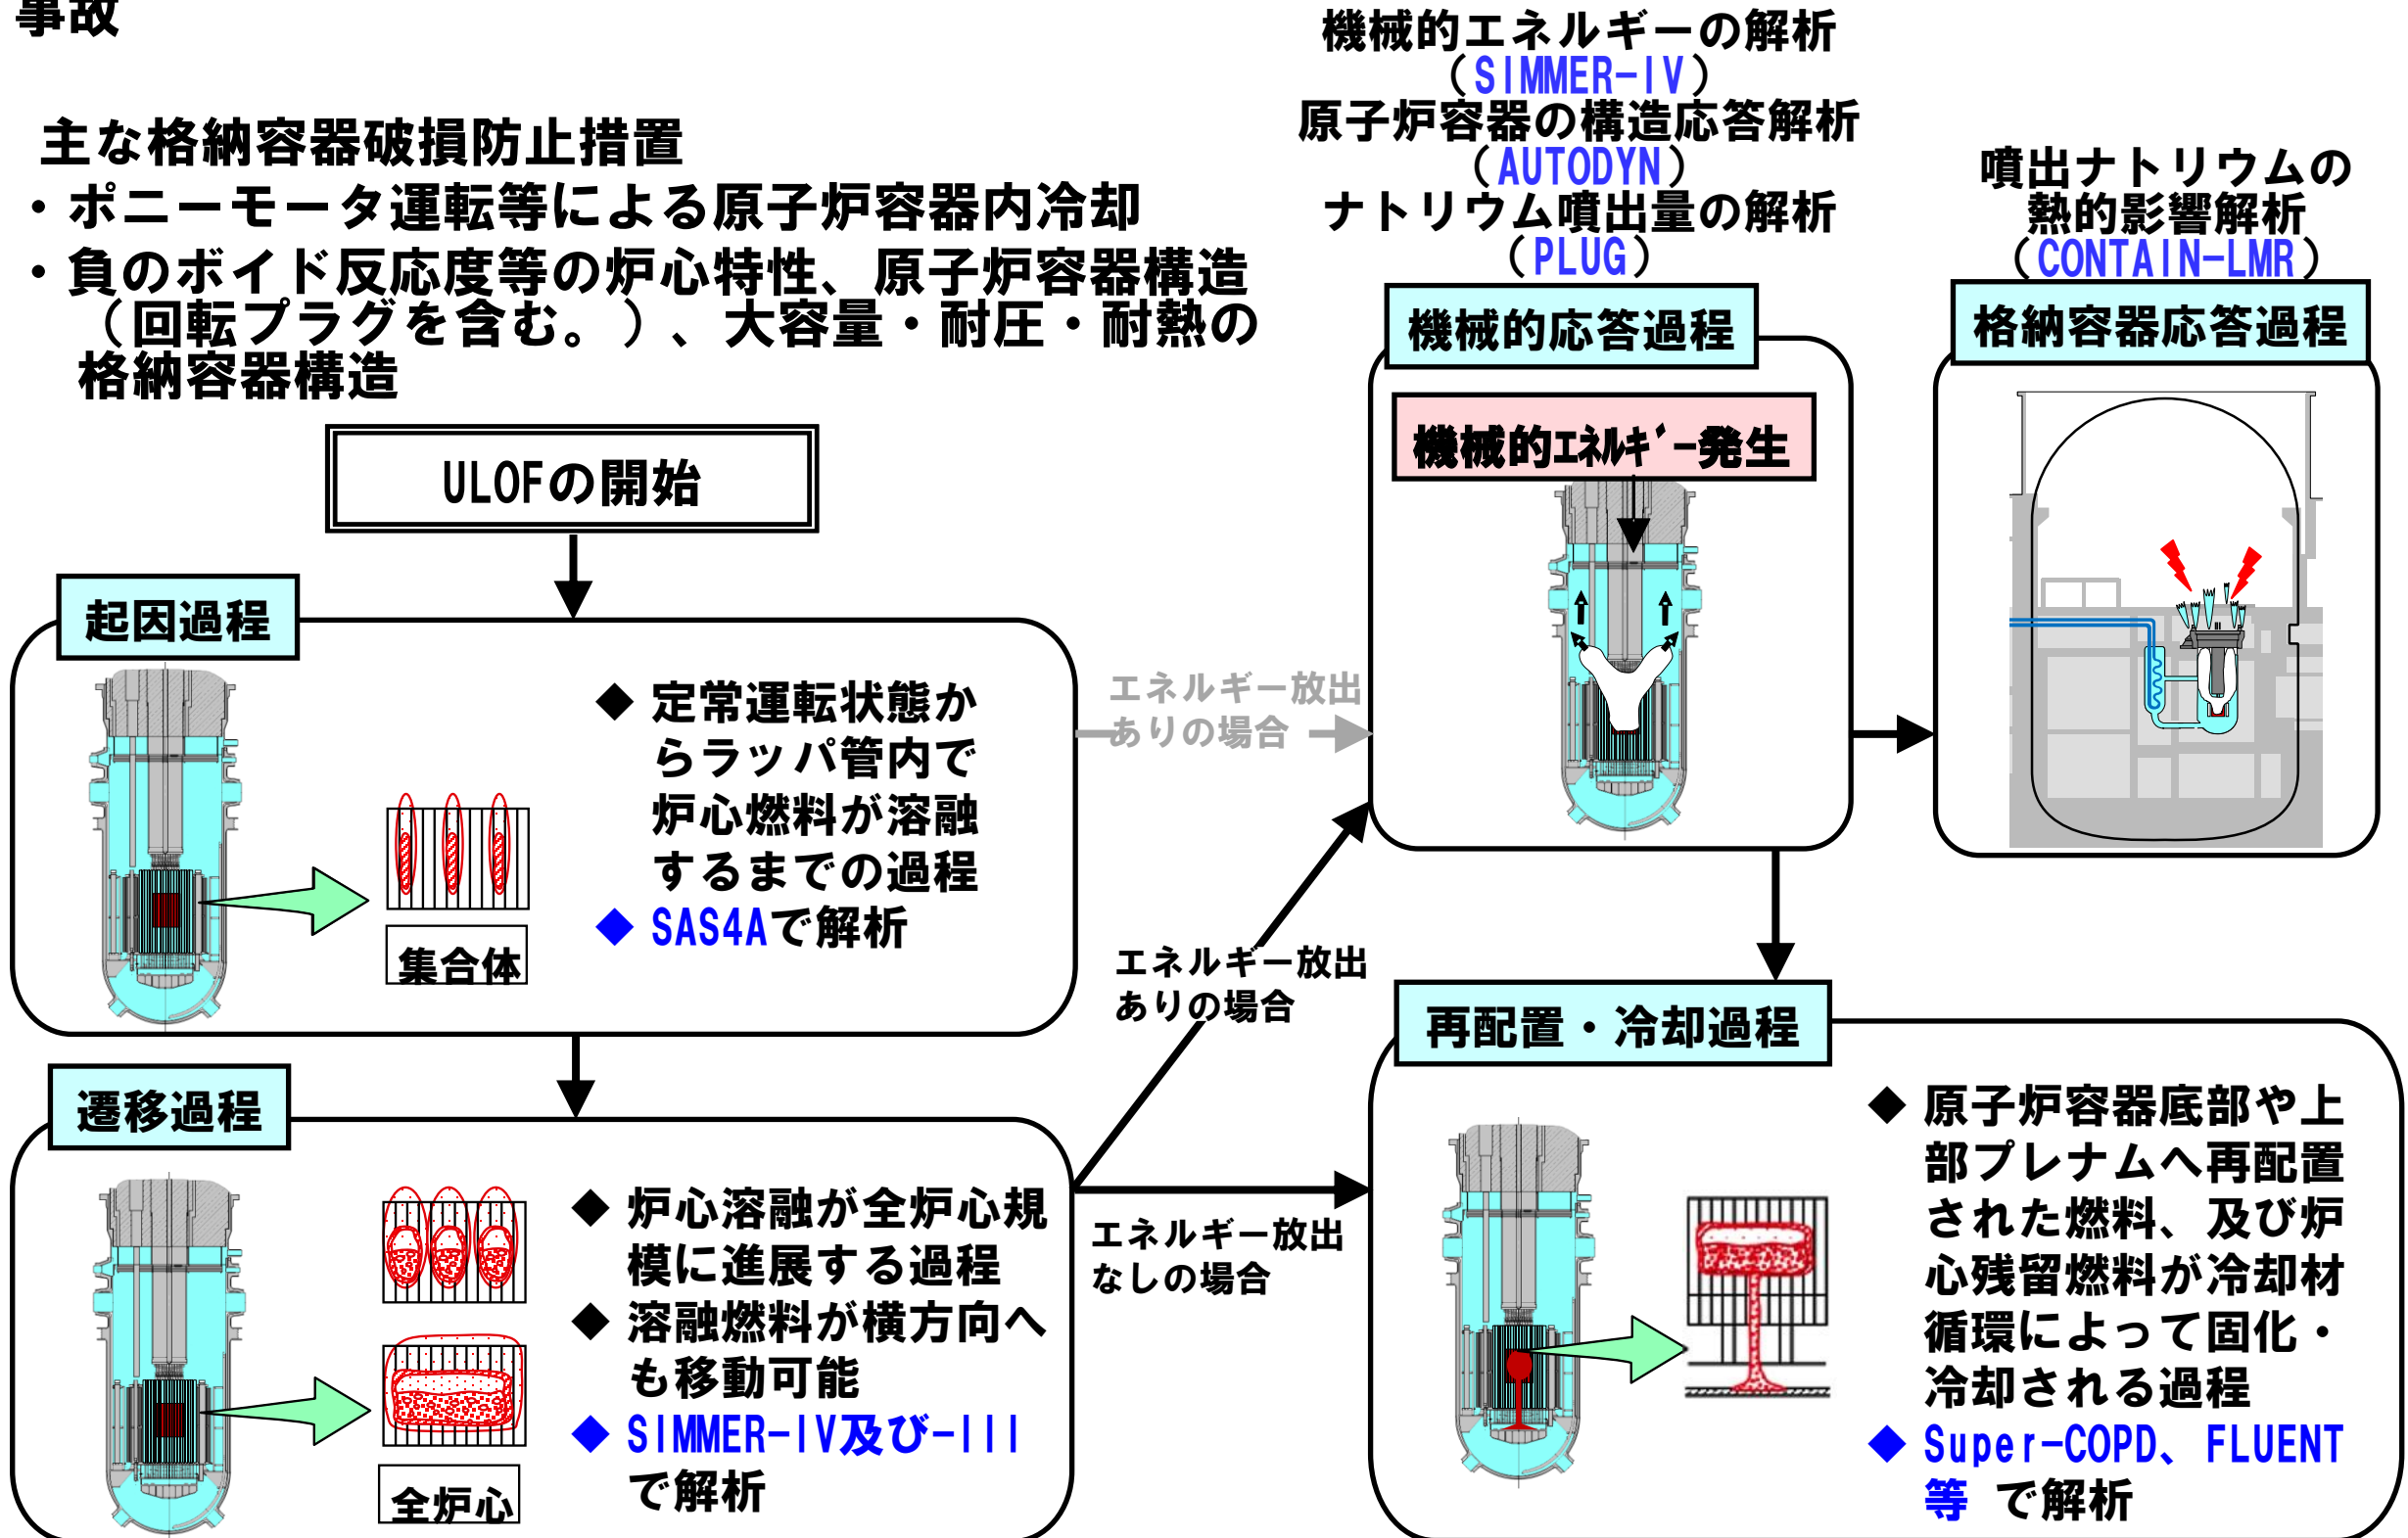 事故
主な格納容器破損防止措置
・ポニーモータ運転等による原子炉容器内冷却
・負のボイド反応度等の炉心特性、原子炉容器構造
（回転プラグを含む。）、大容量・耐圧・耐熱の
格納容器構造
機械的エネルギーの解析
（SIMMER-IV）
原子炉容器の構造応答解析
（AUTODYN）
ナトリウム噴出量の解析
（PLUG）
噴出ナトリウムの
熱的影響解析
（CONTAIN-LMR）
機械的応答過程
格納容器応答過程
機械的ｴﾈﾙｷﾞｰ発生
ULOFの開始
起因過程
◆ 定常運転状態か
らラッパ管内で
炉心燃料が溶融
するまでの過程
◆ SAS4Aで解析
集合体
エネルギー放出
ありの場合
エネルギー放出
ありの場合
遷移過程
◆ 炉心溶融が全炉心規
模に進展する過程
◆ 溶融燃料が横方向へ
も移動可能
◆ SIMMER-IV及び-III
で解析
全炉心
エネルギー放出
なしの場合
再配置・冷却過程
◆ 原子炉容器底部や上
部プレナムへ再配置
された燃料、及び炉
心残留燃料が冷却材
循環によって固化・
冷却される過程
◆ Super-COPD、FLUENT
等 で解析